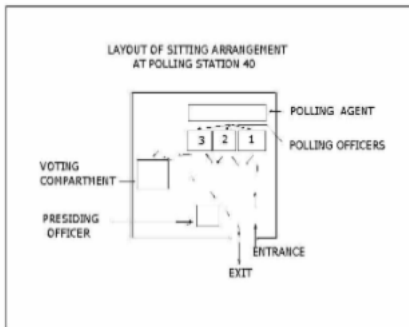 LAYOUT OF SITTING ARRANGEMENT
AT POLLING STATION 40
POLLING AGENT
3 2 1
POLLING OFFICERS
VOTING
COMPARTMENT
PRESIDING
OFFICER
ENTRANCE
EXIT